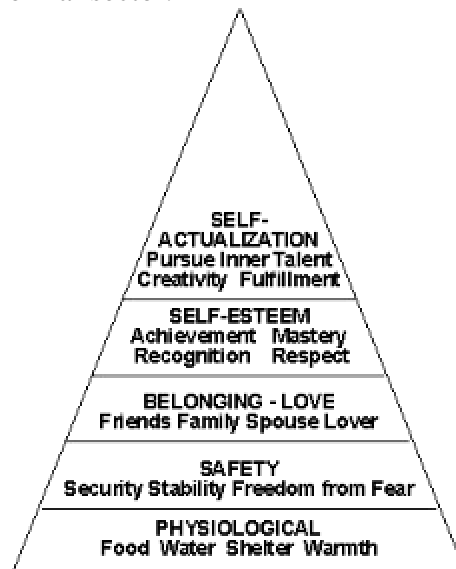 SELF-
ACTUALIZATION
Pursue Inner Talent
Creativity Fulfillment
SELF-ESTEEM
Achievement Mastery
Recognition Respect
BELONGING - LOVE
Friends Family Spouse Lover
SAFETY
Security Stability Freedom from Fear
PHYSIOLOGICAL
Food Water Shelter Warmth